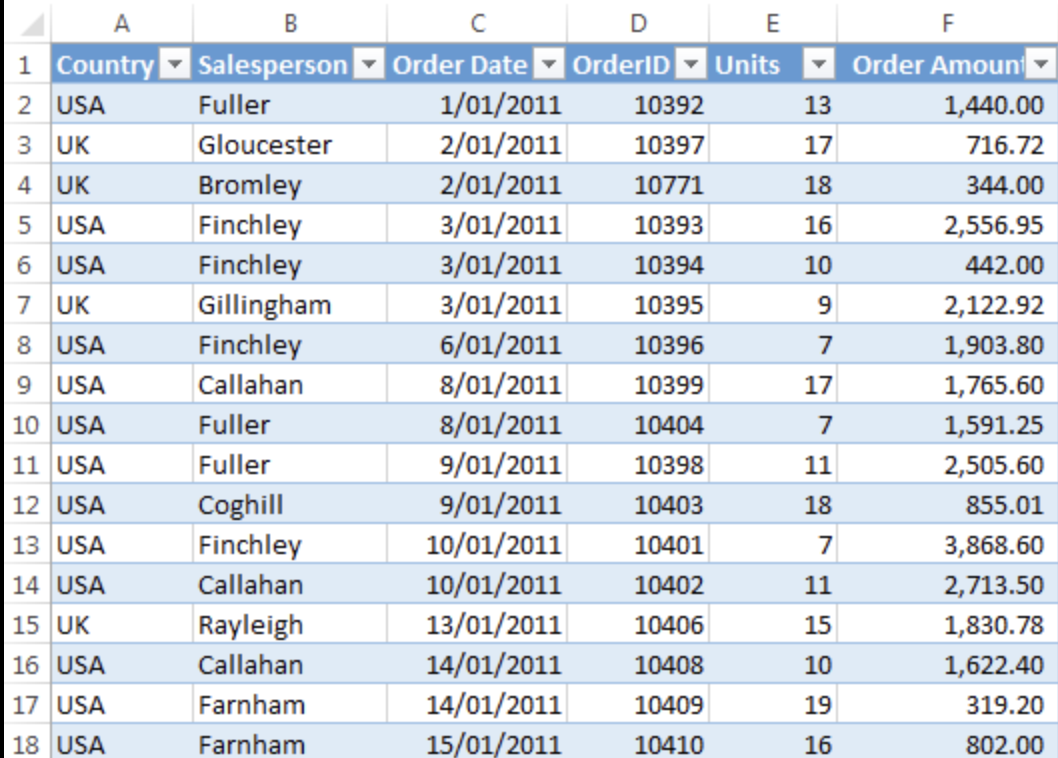 A B C D E F
1 Country Salesperson Order Date OrderID Units Order Amount
2 USA Fuller 1/01/2011 10392 13 1,440.00
3 UK Gloucester 2/01/2011 10397 17 716.72
4 UK Bromley 2/01/2011 10771 18 344.00
5 USA Finchley 3/01/2011 10393 16 2,556.95
6 USA Finchley 3/01/2011 10394 10 442.00
7 UK Gillingham 3/01/2011 10395 9 2,122.92
8 USA Finchley 6/01/2011 10396 7 1,903.80
9 USA Callahan 8/01/2011 10399 17 1,765.60
10 USA Fuller 8/01/2011 10404 7 1,591.25
11 USA Fuller 9/01/2011 10398 11 2,505.60
12 USA Coghill 9/01/2011 10403 18 855.01
13 USA Finchley 10/01/2011 10401 7 3,868.60
14 USA Callahan 10/01/2011 10402 11 2,713.50
15 UK Rayleigh 13/01/2011 10406 15 1,830.78
16 USA Callahan 14/01/2011 10408 10 1,622.40
17 USA Farnham 14/01/2011 10409 19 319.20
18 USA Farnham 15/01/2011 10410 16 802.00